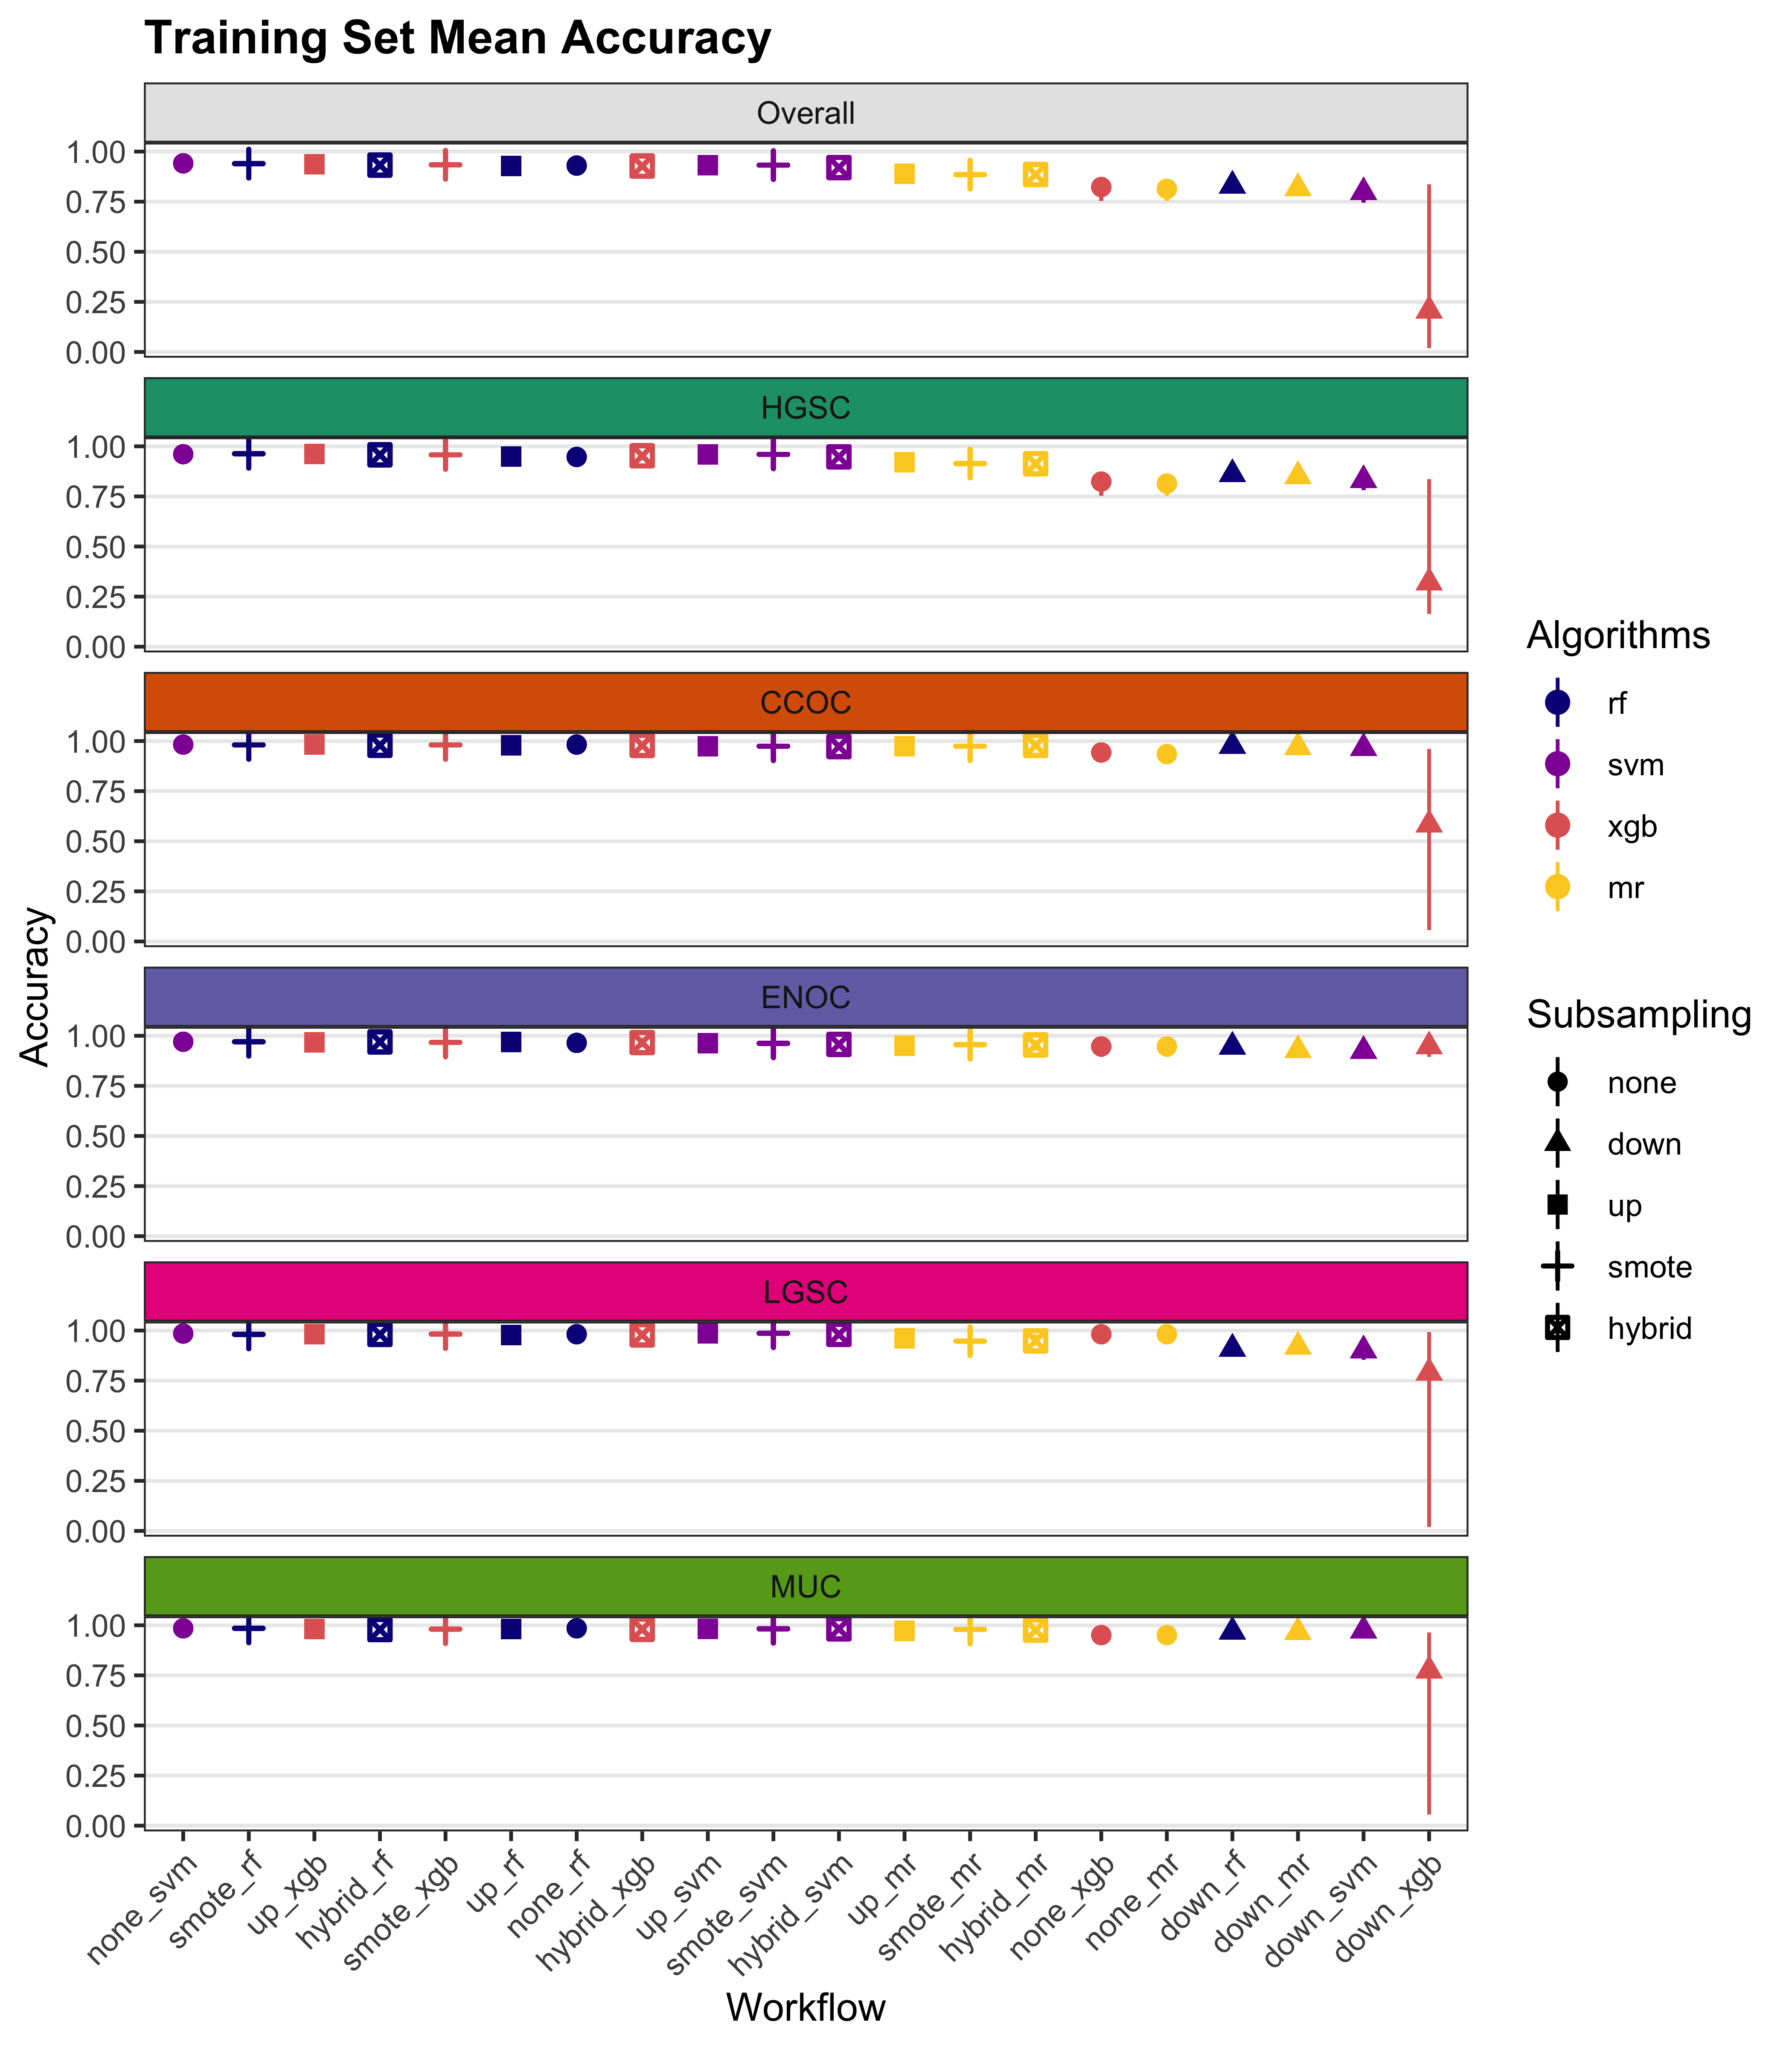 Training Set Mean Accuracy
Overall
1.00
0.75
0.50
0.25
0.00
HGSC
1.00
0.75
0.50
0.25
0.00
CCOC
1.00
0.75
0.50
0.25
0.00
ENOC
1.00
0.75
0.50
0.25
0.00
LGSC
1.00
0.75
0.50
0.25
0.00
MUC
1.00
0.75
0.50
0.25
0.00
Accuracy
none_svm
smote_rf
up_xgb
hybrid_rf
smote_xgb
up_rf
none_rf
hybrid_xgb
up_svm
smote_svm
hybrid_svm
up_mr
smote_mr
hybrid_mr
none_xgb
none_mr
down_rf
down_mr
down_svm
down_xgb
Workflow
Algorithms
rf
svm
xgb
mr
Subsampling
none
down
up
smote
hybrid